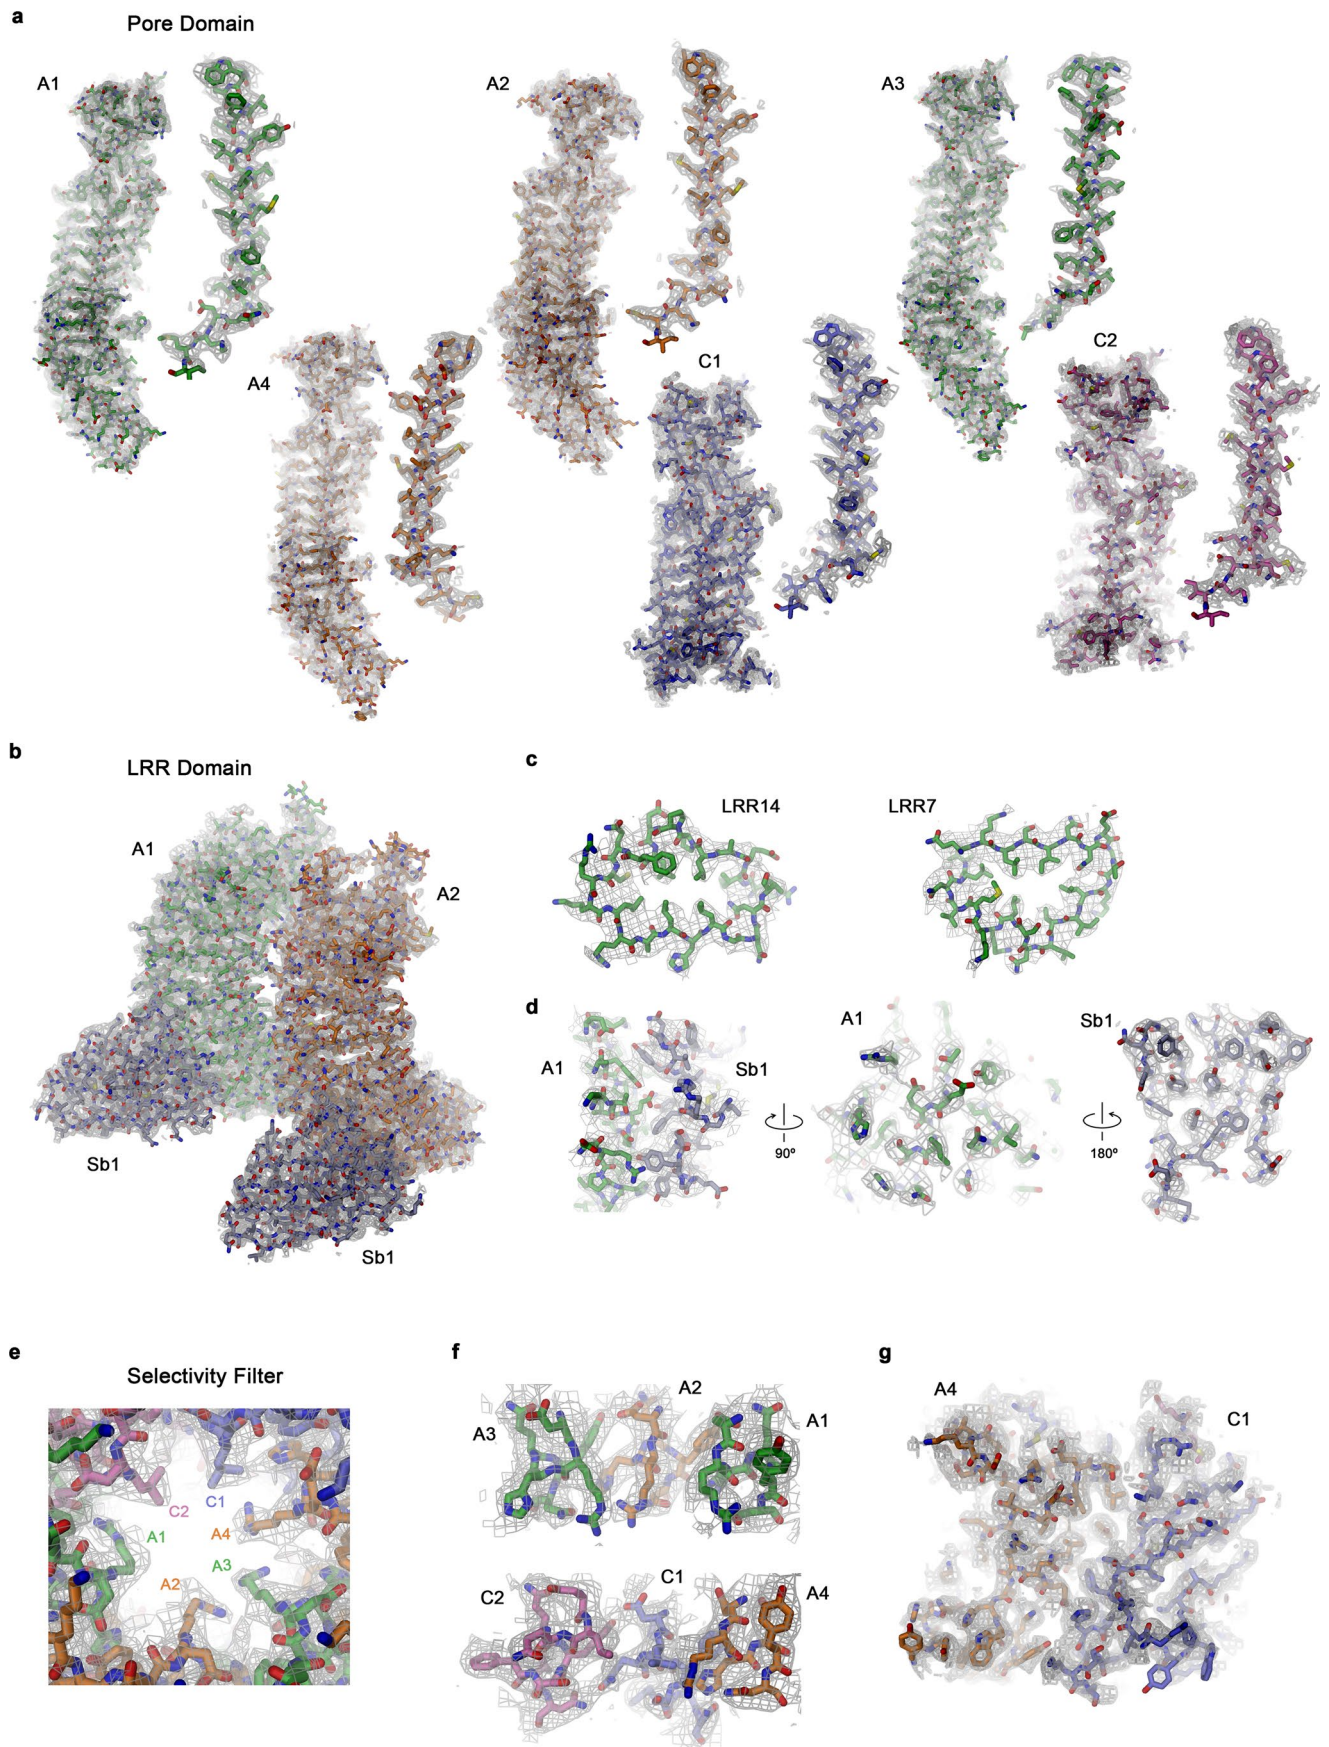 a
Pore Domain
A1
A2
A3
A4
C1
C2
b
LRR Domain
A1
A2
Sb1
Sb1
c
LRR14
LRR7
d
A1
Sb1
90º
A1
180º
Sb1
e
Selectivity Filter
C2
C1
A1
A4
A3
A2
f
A3
A2
A1
C2
C1
A4
g
A4
C1